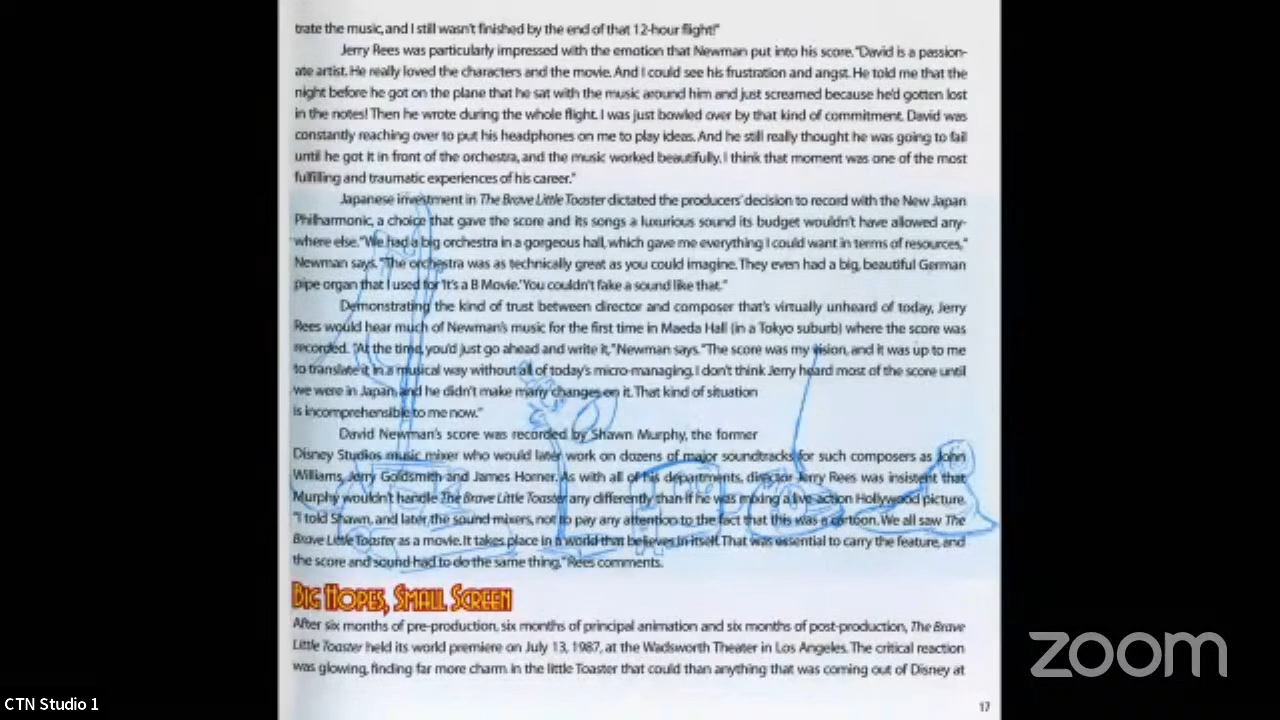 trate the music, and I still wasn't finished by the end of that 12-hour flight!"
Jerry Rees was particularly impressed with the emotion that Newman put into his score. "David is a passion-
ate artist. He really loved the characters and the movie. And I could see his frustration and angst. He told me that the
night before he got on the plane that he sat with the music around him and just screamed because he'd gotten lost
in the notes! Then he wrote during the whole flight. I was just bowled over by that kind of commitment. David was
constantly reaching over to put his headphones on me to play ideas. And he still really thought he was going to fail
until he got it in front of the orchestra, and the music worked beautifully. I think that moment was one of the most
fulfilling and traumatic experiences of his career."
Japanese investment in The Brave Little Toaster dictated the producers' decision to record with the New Japan
Philharmonic, a choice that gave the score and its songs a luxurious sound its budget wouldn't have allowed any-
where else. "We had a big orchestra in a gorgeous hall, which gave me everything I could want in terms of resources,"
Newman says. "The orchestra was as technically great as you could imagine. They even had a big, beautiful German
pipe organ that I used for 'It's a B Movie.' You couldn't fake a sound like that."
Demonstrating the kind of trust between director and composer that's virtually unheard of today, Jerry
Rees would hear much of Newman's music for the first time in Maeda Hall (in a Tokyo suburb) where the score was
recorded. "At the time, you'd just go ahead and write it," Newman says. "The score was my vision, and it was up to me
to translate it in a musical way without all of today's micro-managing. I don't think Jerry heard most of the score until
we were in Japan, and he didn't make many changes on it. That kind of situation
is incomprehensible to me now."
David Newman's score was recorded by Shawn Murphy, the former
Disney Studios music mixer who would later work on dozens of major soundtracks for such composers as John
Williams, Jerry Goldsmith and James Horner. As with all of his departments, director Jerry Rees was insistent that
Murphy wouldn't handle The Brave Little Toaster any differently than if he was mixing a live-action Hollywood picture.
"I told Shawn, and later, the sound mixers, not to pay any attention to the fact that this was a cartoon. We all saw The
Brave Little Toaster as a movie. It takes place in a world that believes in itself. That was essential to carry the feature, and
the score and sound had to do the same thing," Rees comments.
BIG HOPES, SMALL SCREEN
After six months of pre-production, six months of principal animation and six months of post-production, The Brave
Little Toaster held its world premiere on July 13, 1987, at the Wadsworth Theater in Los Angeles. The critical reaction
was glowing, finding far more charm in the little Toaster that could than anything that was coming out of Disney at
17
zoom
CTN Studio 1